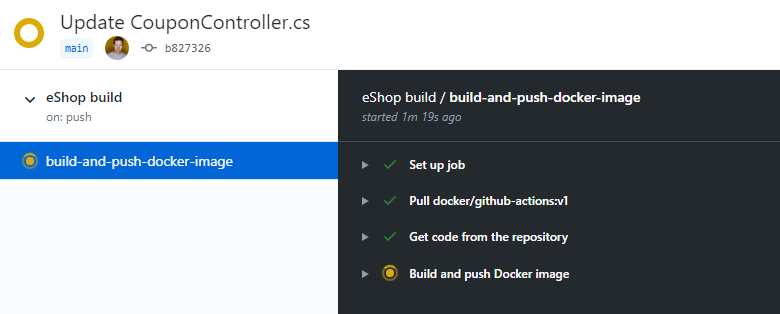 Update CouponController.cs
main b827326
eShop build
on: push
build-and-push-docker-image
eShop build / build-and-push-docker-image
started 1m 19s ago
Set up job
Pull docker/github-actions:v1
Get code from the repository
Build and push Docker image